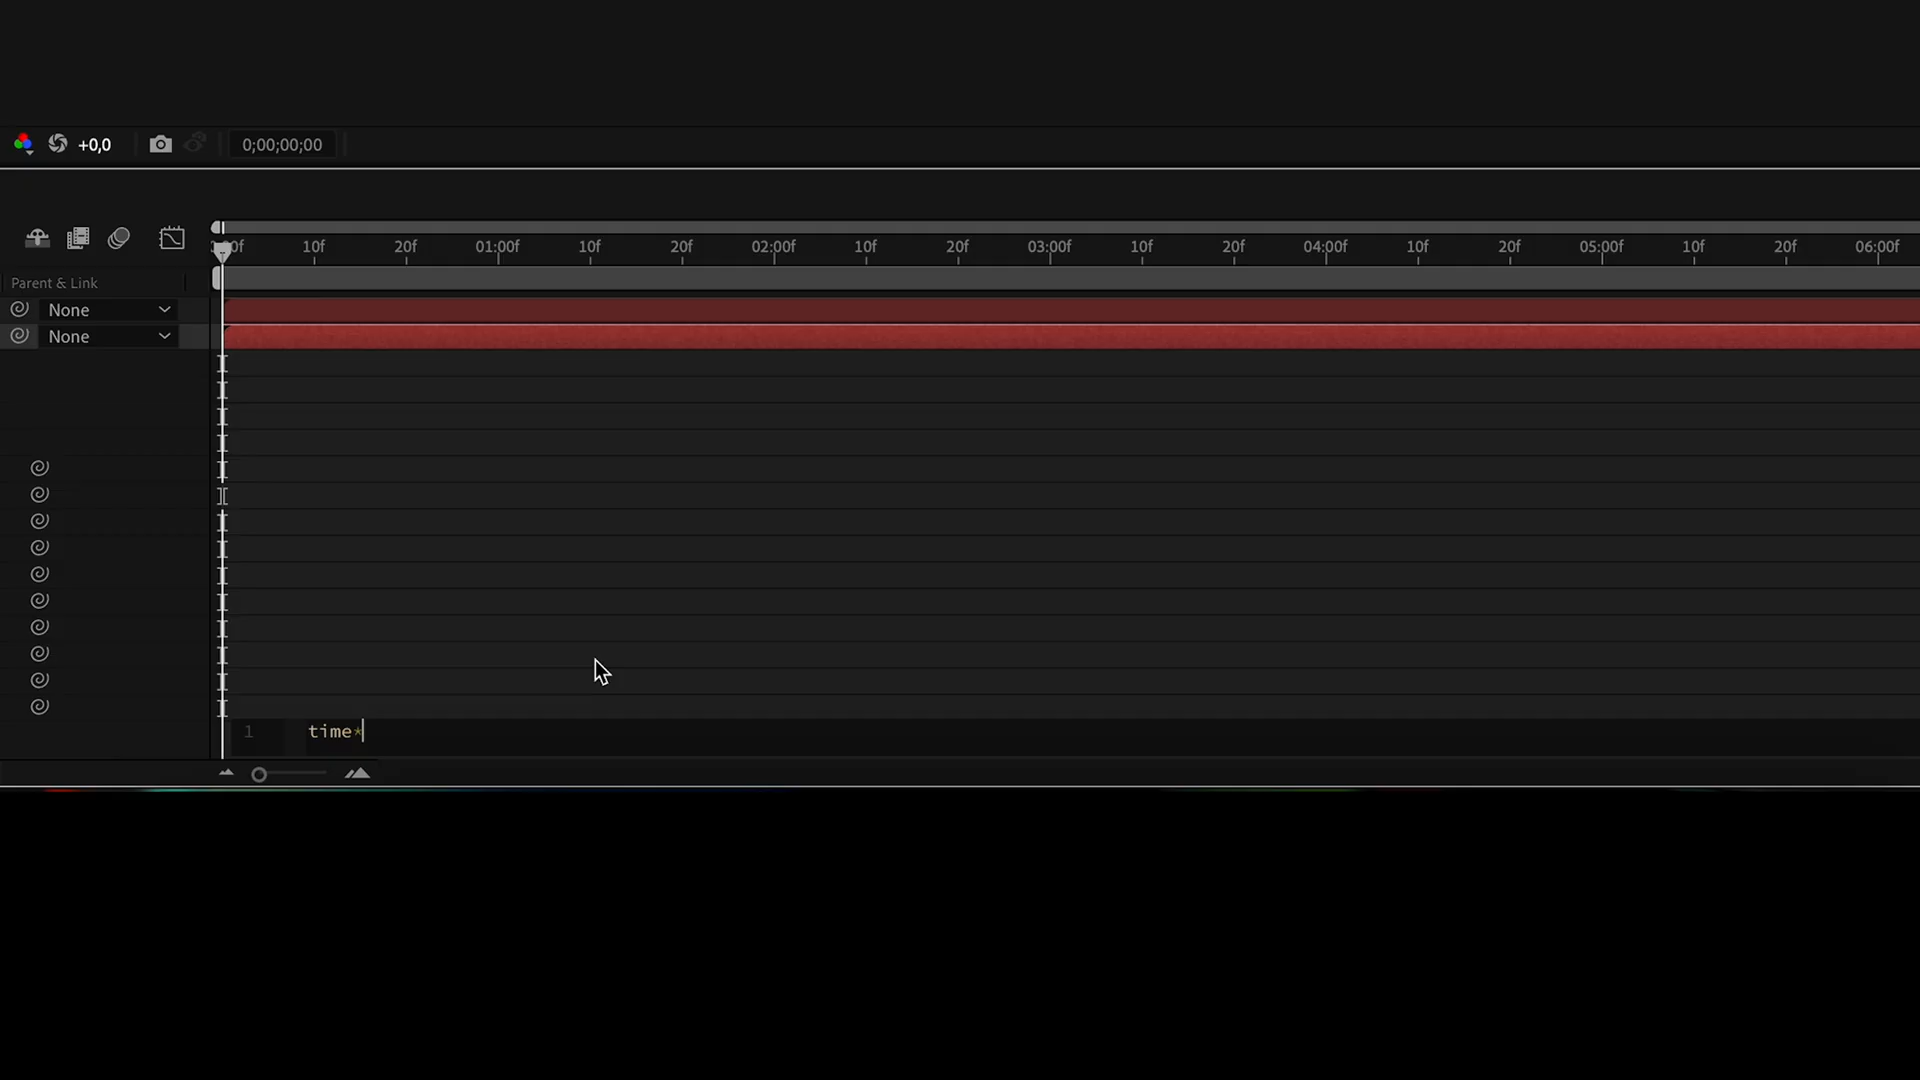 +0,0 0;00;00;00
10f 20f 01:00f 10f 20f 02:00f 10f 20f 03:00f 10f 20f 04:00f 10f 20f 05:00f 10f 20f 06:00f
Parent & Link
None
None
1 time*